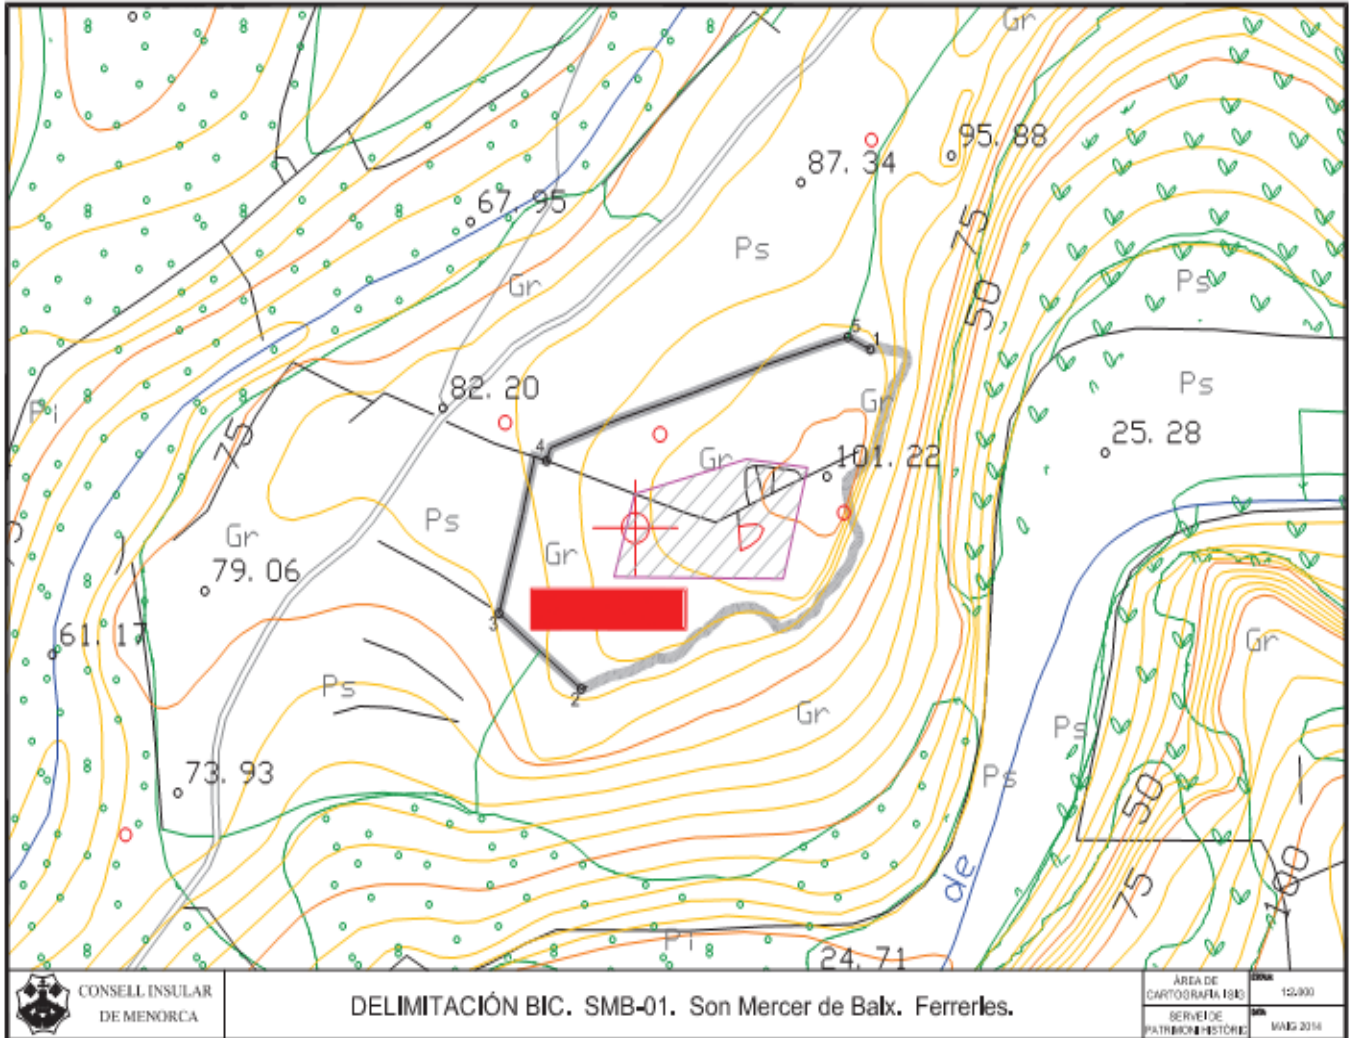 Gr
95. 88
87. 34
67. 95
Ps
75
Gr
50
Ps
5
1
Ps
82. 20
Gr
Pi
25. 28
75
4
Gr
101. 22
Ps
Gr
Gr
79. 06
3
61. 17
Gr
Ps
2
Gr
Ps
73. 93
Ps
50
75
100
de
Pi
24. 71
CONSELL INSULAR
DE MENORCA
DELIMITACIÓN BIC. SMB-01. Son Mercer de Baix. Ferreries.
ÀREA DE
CARTOGRAFIA I SIG
1:2.000
SERVEI DE
PATRIMONI HISTÒRIC
MAIG 2014